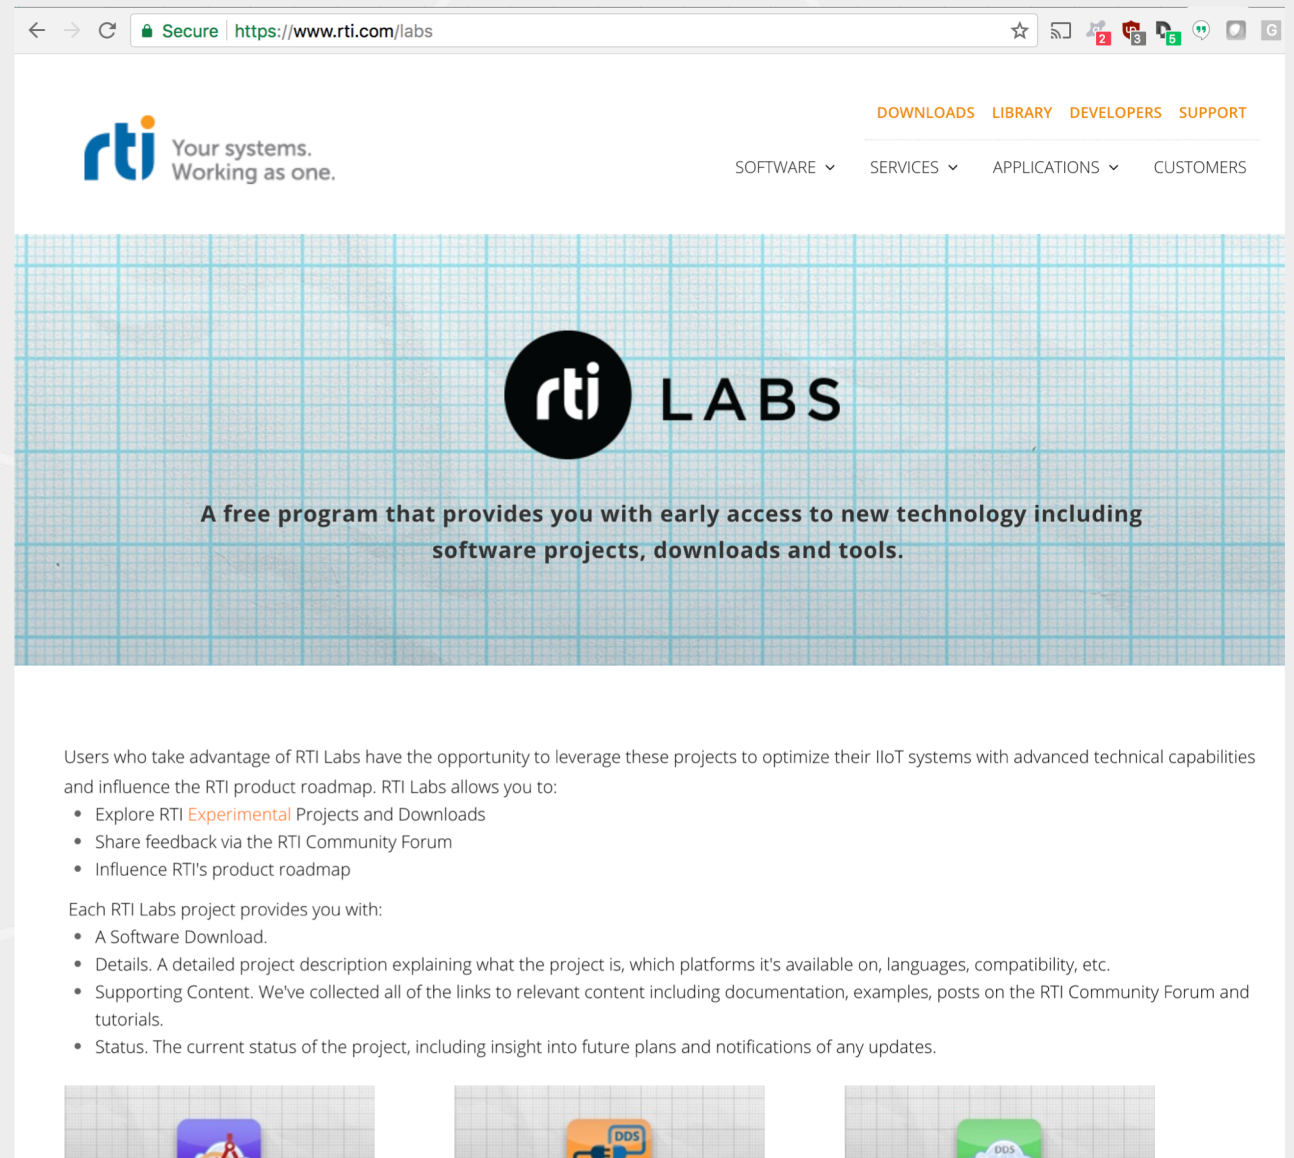 Secure https://www.rti.com/labs
2 3 5 G
DOWNLOADS LIBRARY DEVELOPERS SUPPORT
rti Your systems.
Working as one.
SOFTWARE SERVICES APPLICATIONS CUSTOMERS
rti LABS
A free program that provides you with early access to new technology including
software projects, downloads and tools.
Users who take advantage of RTI Labs have the opportunity to leverage these projects to optimize their IIoT systems with advanced technical capabilities
and influence the RTI product roadmap. RTI Labs allows you to:
• Explore RTI Experimental Projects and Downloads
• Share feedback via the RTI Community Forum
• Influence RTI's product roadmap
Each RTI Labs project provides you with:
• A Software Download.
• Details. A detailed project description explaining what the project is, which platforms it's available on, languages, compatibility, etc.
• Supporting Content. We've collected all of the links to relevant content including documentation, examples, posts on the RTI Community Forum and
tutorials.
• Status. The current status of the project, including insight into future plans and notifications of any updates.
DDS DDS